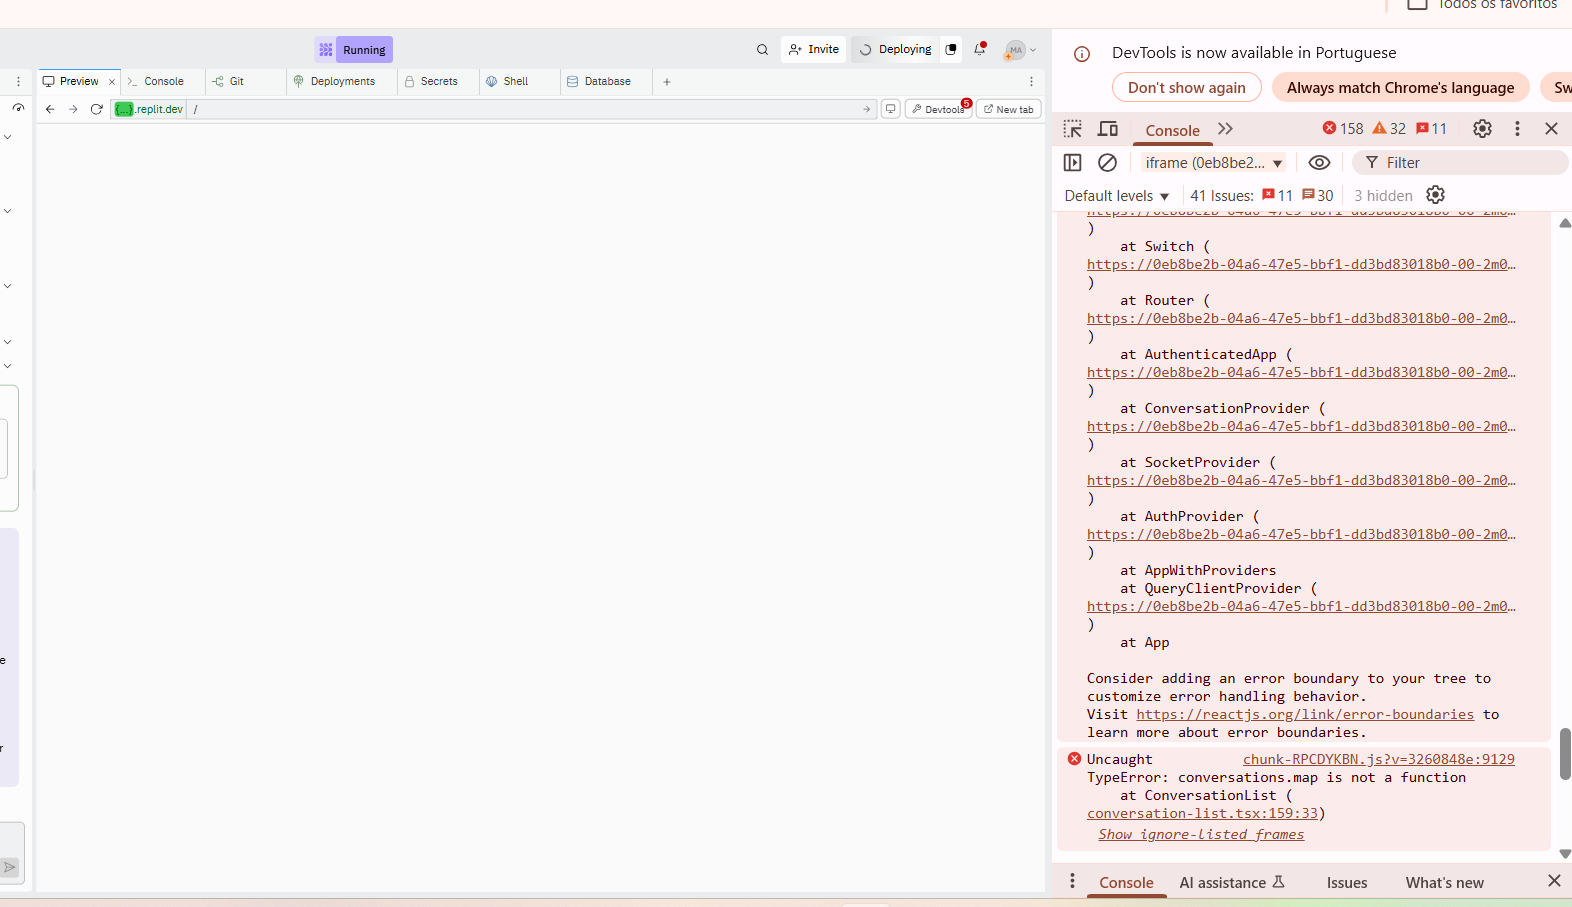 Todos os favoritos
Running
Invite
Deploying
MA
Preview
Console
Git
Deployments
Secrets
Shell
Database
{...}.replit.dev
/
Devtools
5
New tab
e
r
DevTools is now available in Portuguese
Don't show again
Always match Chrome's language
Sw
Console
158
32
11
iframe (0eb8be2...
Filter
Default levels
41 Issues:
11
30
3 hidden
https://0eb8be2b-04a6-47e5-bbf1-dd3bd83018b0-00-2m0…
)
at Switch (
https://0eb8be2b-04a6-47e5-bbf1-dd3bd83018b0-00-2m0…
)
at Router (
https://0eb8be2b-04a6-47e5-bbf1-dd3bd83018b0-00-2m0…
)
at AuthenticatedApp (
https://0eb8be2b-04a6-47e5-bbf1-dd3bd83018b0-00-2m0…
)
at ConversationProvider (
https://0eb8be2b-04a6-47e5-bbf1-dd3bd83018b0-00-2m0…
)
at SocketProvider (
https://0eb8be2b-04a6-47e5-bbf1-dd3bd83018b0-00-2m0…
)
at AuthProvider (
https://0eb8be2b-04a6-47e5-bbf1-dd3bd83018b0-00-2m0…
)
at AppWithProviders
at QueryClientProvider (
https://0eb8be2b-04a6-47e5-bbf1-dd3bd83018b0-00-2m0…
)
at App
Consider adding an error boundary to your tree to
customize error handling behavior.
Visit https://reactjs.org/link/error-boundaries to
learn more about error boundaries.
Uncaught chunk-RPCDYKBN.js?v=3260848e:9129
TypeError: conversations.map is not a function
at ConversationList (
conversation-list.tsx:159:33)
Show ignore-listed frames
Console
AI assistance
Issues
What's new